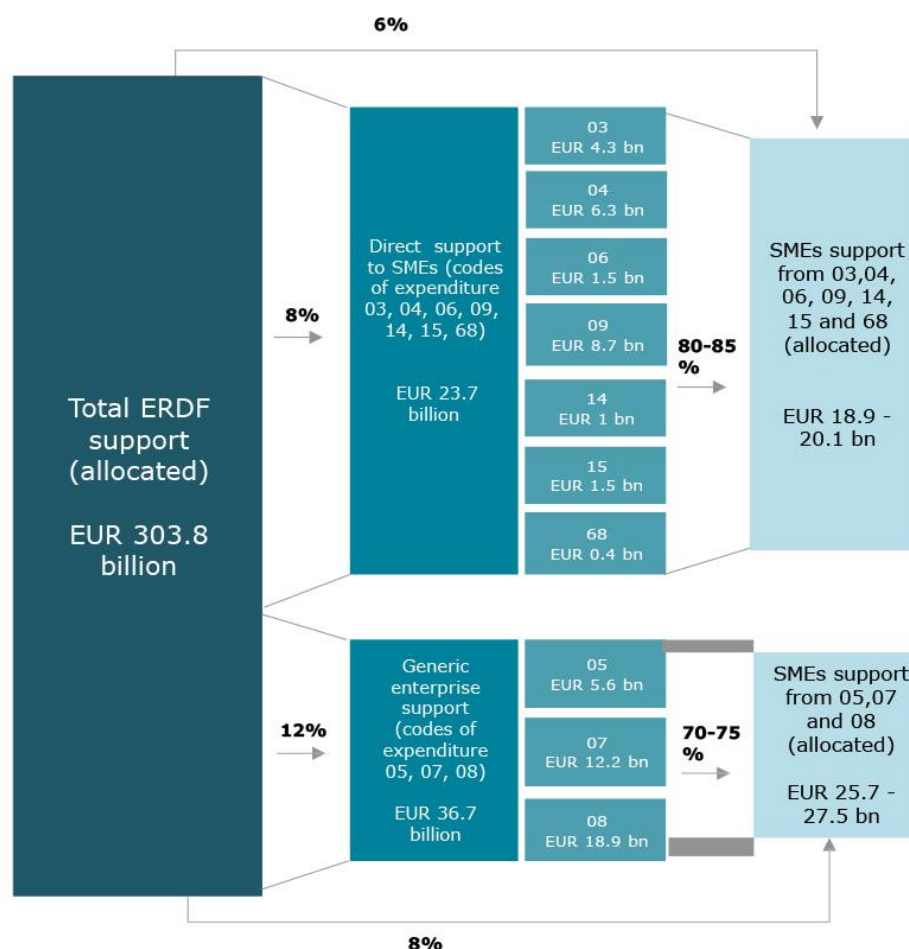 6%
Total ERDF
support
(allocated)
EUR 303.8
billion
8%
Direct support
to SMEs (codes
of expenditure
03, 04, 06, 09,
14, 15, 68)
EUR 23.7
billion
03
EUR 4.3 bn
04
EUR 6.3 bn
06
EUR 1.5 bn
09
EUR 8.7 bn
14
EUR 1 bn
15
EUR 1.5 bn
68
EUR 0.4 bn
80-85
%
SMEs support
from 03,04,
06, 09, 14,
15 and 68
(allocated)
EUR 18.9 -
20.1 bn
12%
Generic
enterprise
support
(codes of
expenditure
05, 07, 08)
EUR 36.7
billion
05
EUR 5.6 bn
07
EUR 12.2 bn
08
EUR 18.9 bn
70-75
%
SMEs support
from 05,07
and 08
(allocated)
EUR 25.7 -
27.5 bn
8%